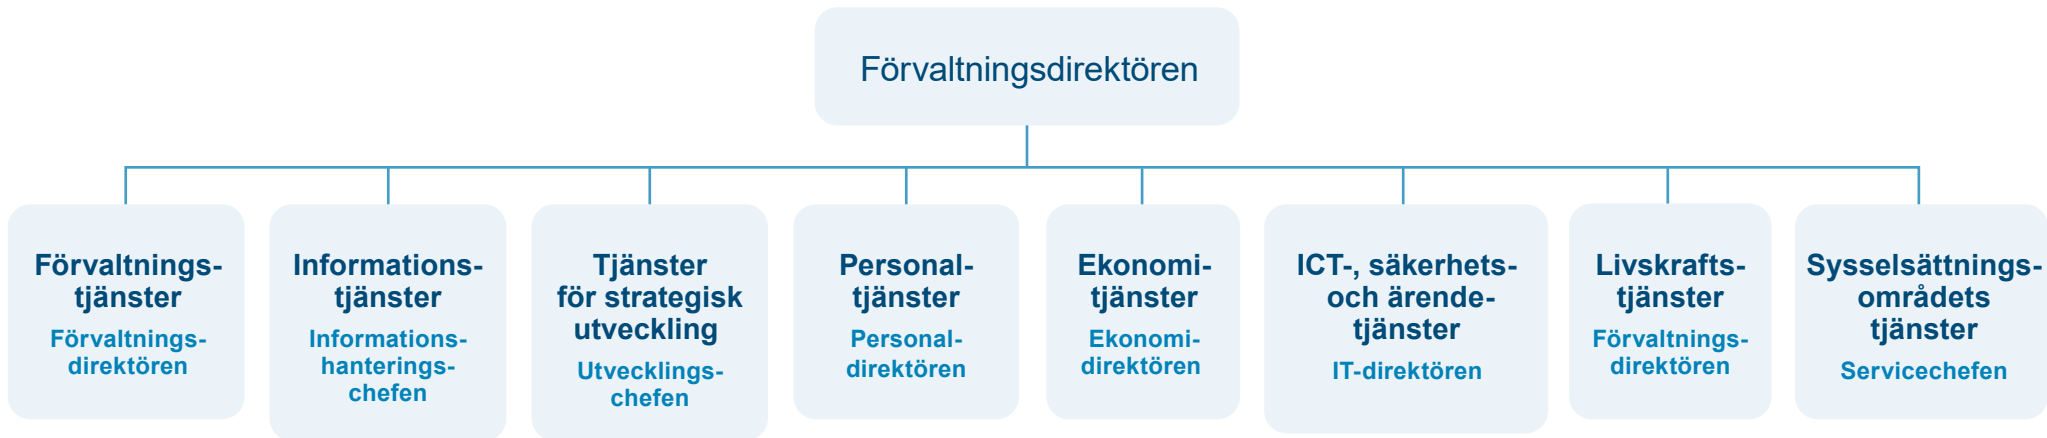 Förvaltningsdirektören
Förvaltnings-
tjänster
Förvaltnings-
direktören
Informations-
tjänster
Informations-
hanterings-
chefen
Tjänster
för strategisk
utveckling
Utvecklings-
chefen
Personal-
tjänster
Personal-
direktören
Ekonomi-
tjänster
Ekonomi-
direktören
ICT-, säkerhets-
och ärende-
tjänster
IT-direktören
Livskrafts-
tjänster
Förvaltnings-
direktören
Sysselsättnings-
områdets
tjänster
Servicechefen